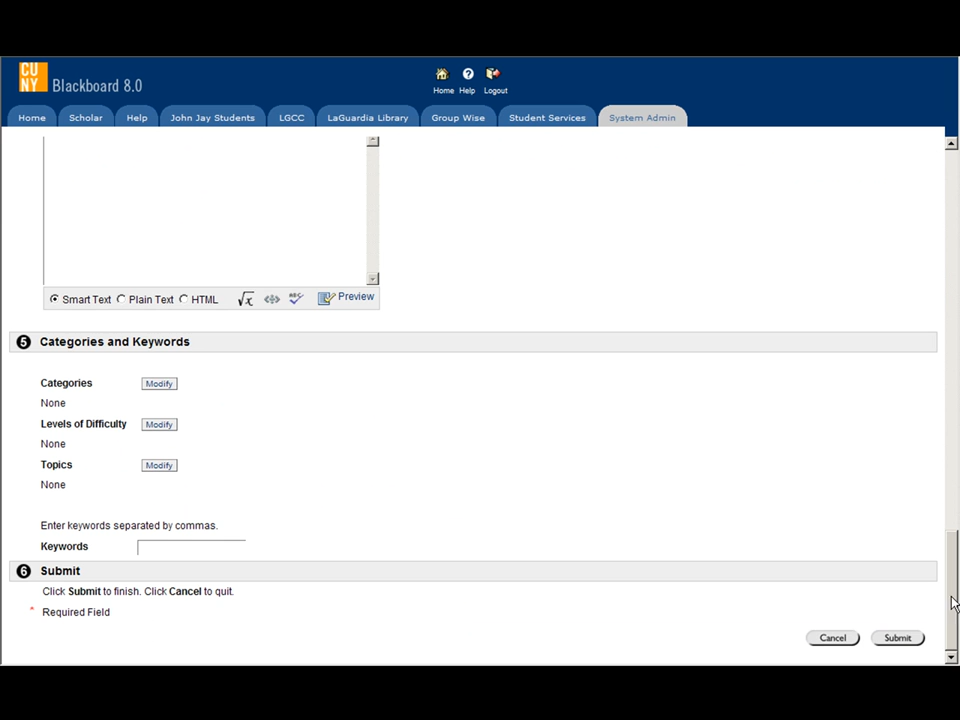 CU
NY
Blackboard 8.0
Home Help Logout
Home Scholar Help John Jay Students LGCC LaGuardia Library Group Wise Student Services System Admin
Smart Text Plain Text HTML √x ABC Preview
5 Categories and Keywords
Categories Modify
None
Levels of Difficulty Modify
None
Topics Modify
None
Enter keywords separated by commas.
Keywords
6 Submit
Click Submit to finish. Click Cancel to quit.
* Required Field
Cancel Submit